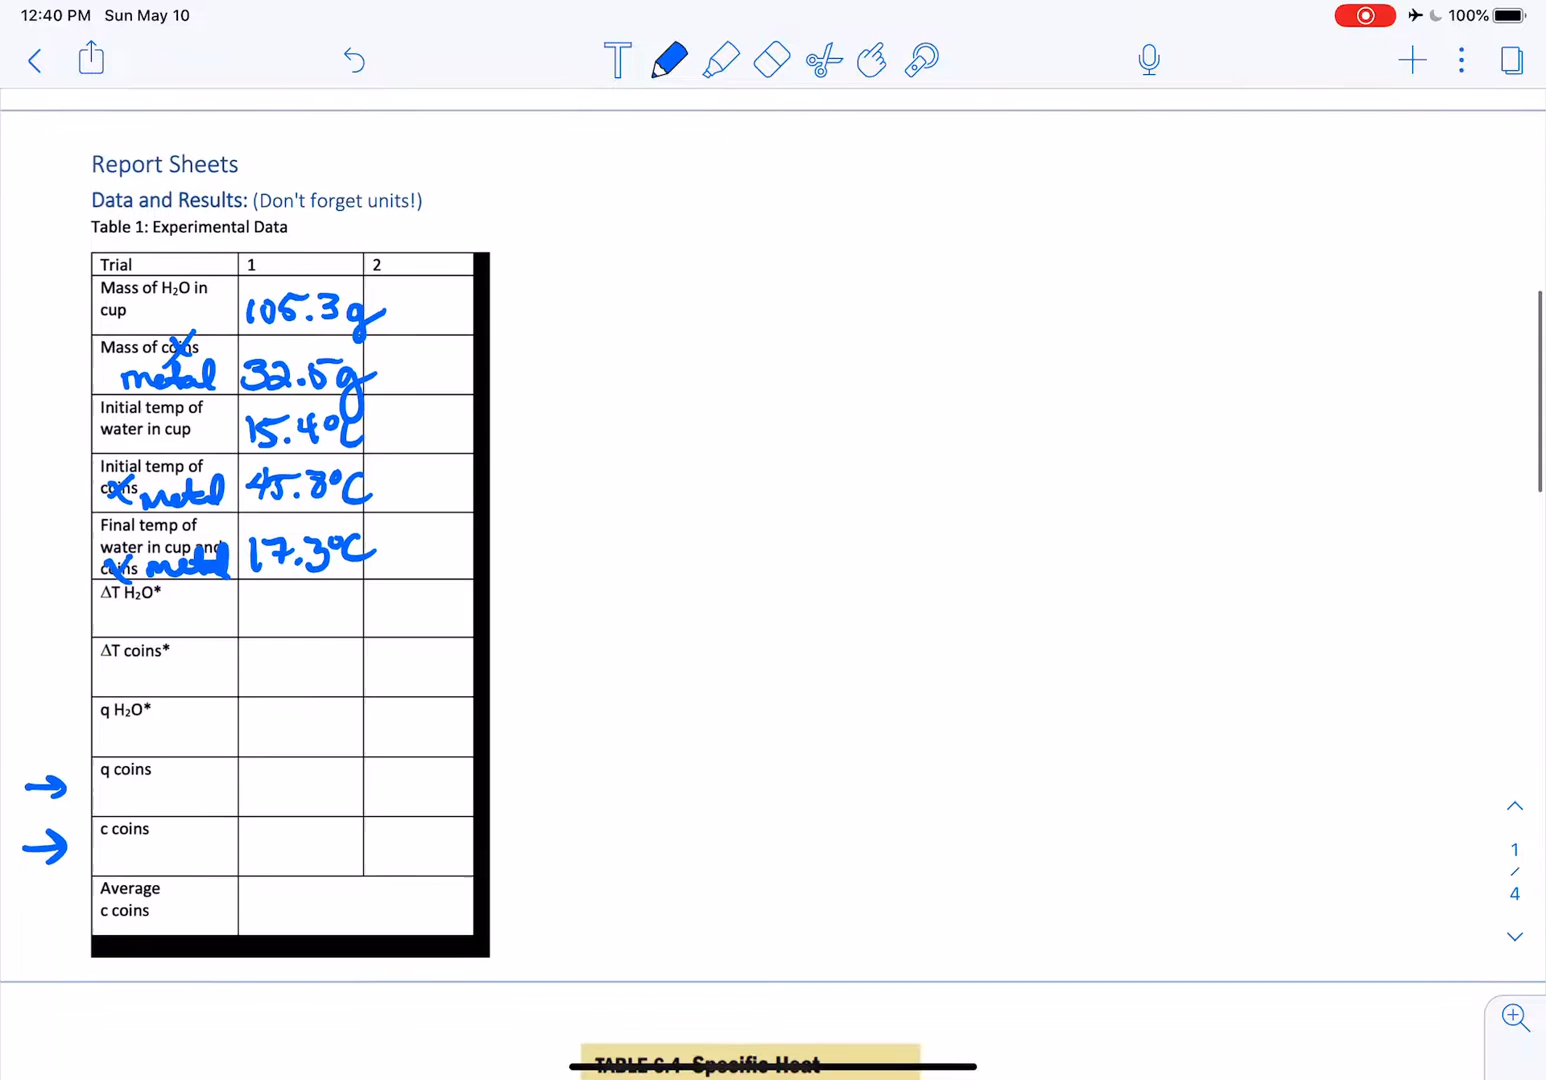 12:40 PM Sun May 10
100%
Report Sheets
Data and Results: (Don't forget units!)
Table 1: Experimental Data
Trial 1 2
Mass of H₂O in
cup
105.3g
Mass of coins
metal 32.5g
Initial temp of
water in cup
15.4°C
Initial temp of
coins metal
45.8°C
Final temp of
water in cup and
coins metal
17.3°C
ΔT H₂O*
ΔT coins*
q H₂O*
q coins
c coins
Average
c coins
1
/
4
TABLE 6.4 Specific Heat